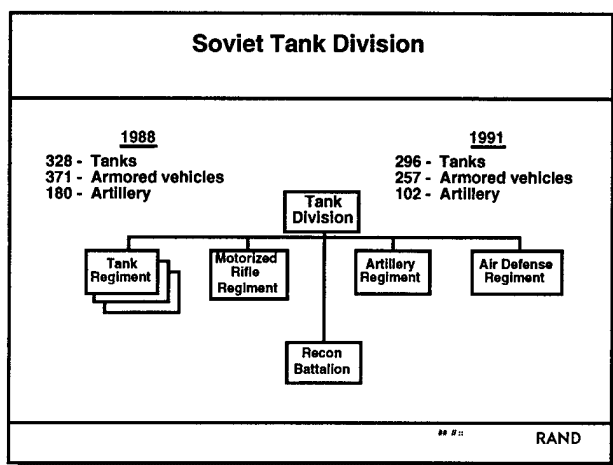 Soviet Tank Division
1988
328 - Tanks
371 - Armored vehicles
180 - Artillery
1991
296 - Tanks
257 - Armored vehicles
102 - Artillery
Tank
Division
Tank
Regiment
Motorized
Rifle
Regiment
Artillery
Regiment
Air Defense
Regiment
Recon
Battalion
RAND